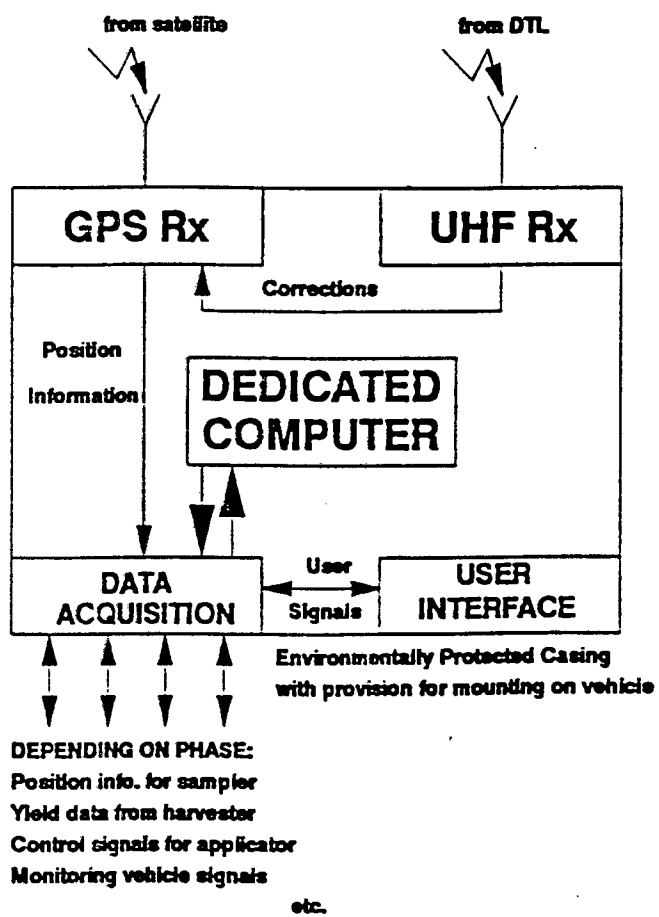 from satellite
from DTL
GPS Rx
UHF Rx
Corrections
Position
Information
DEDICATED
COMPUTER
DATA
ACQUISITION
User
Signals
USER
INTERFACE
Environmentally Protected Casing
with provision for mounting on vehicle
DEPENDING ON PHASE:
Position info. for sampler
Yield data from harvester
Control signals for applicator
Monitoring vehicle signals
etc.